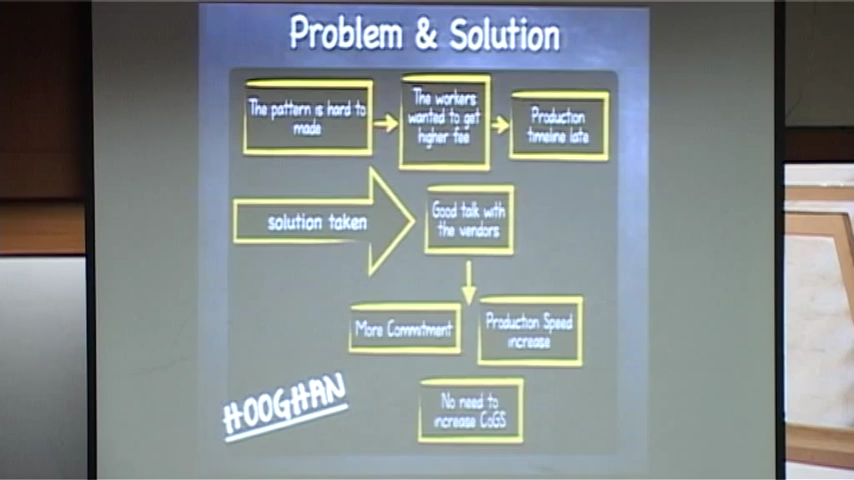 Problem & Solution
The pattern is hard to
made
The workers
wanted to get
higher fee
Production
timeline late
solution taken
Good talk with
the vendors
More Commitment
Production Speed
increase
No need to
increase CoGS
HOOGHAN